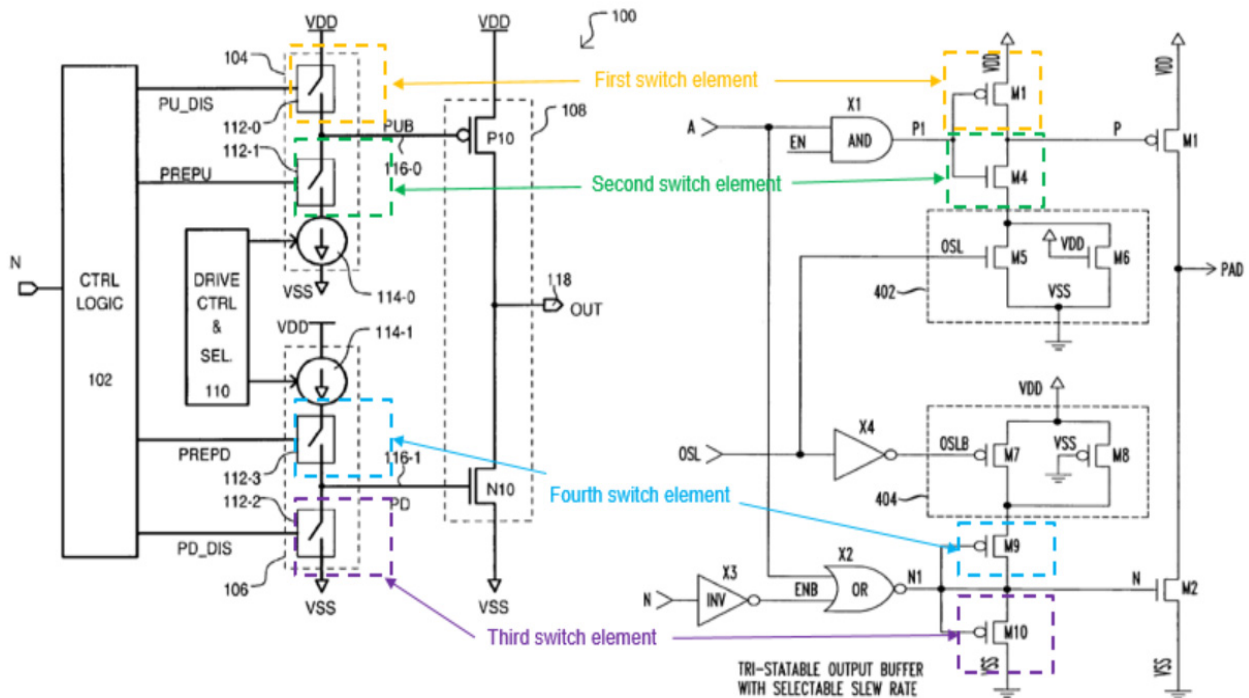 100
VDD
VDD
104
First switch element
PU_DIS
112-0
PUB
P10
108
112-1
116-0
PREPU
Second switch element
N
CTRL
LOGIC
102
DRIVE
CTRL
&
SEL.
110
VSS
114-0
118
OUT
VDD
114-1
PREPD
112-3
116-1
Fourth switch element
112-2
PD
N10
PD_DIS
106
VSS
VSS
Third switch element
VDD
VDD
M1
A
X1
AND
EN
P1
P
M1
M4
OSL
M5
VDD
M6
402
VSS
PAD
VDD
OSL
X4
OSLB
M7
VSS
M8
404
M9
X3
X2
N
INV
ENB
OR
N1
N
M2
M10
VSS
VSS
TRI-STATABLE OUTPUT BUFFER
WITH SELECTABLE SLEW RATE